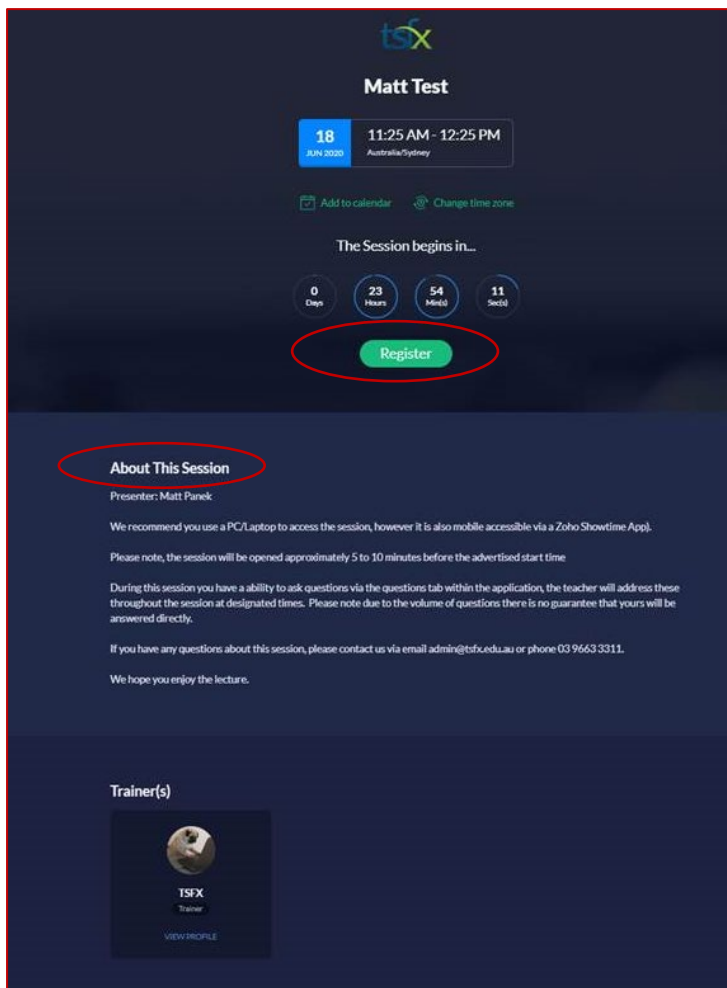 tsfx
Matt Test
18
JUN 2020
11:25 AM - 12:25 PM
Australia/Sydney
Add to calendar
Change time zone
The Session begins in...
0
Days
23
Hours
54
Min(s)
11
Sec(s)
Register
About This Session
Presenter: Matt Panek
We recommend you use a PC/Laptop to access the session, however it is also mobile accessible via a Zoho Showtime App).
Please note, the session will be opened approximately 5 to 10 minutes before the advertised start time
During this session you have a ability to ask questions via the questions tab within the application, the teacher will address these
throughout the session at designated times. Please note due to the volume of questions there is no guarantee that yours will be
answered directly.
If you have any questions about this session, please contact us via email admin@tsfx.edu.au or phone 03 9663 3311.
We hope you enjoy the lecture.
Trainer(s)
TSFX
Trainer
VIEW PROFILE